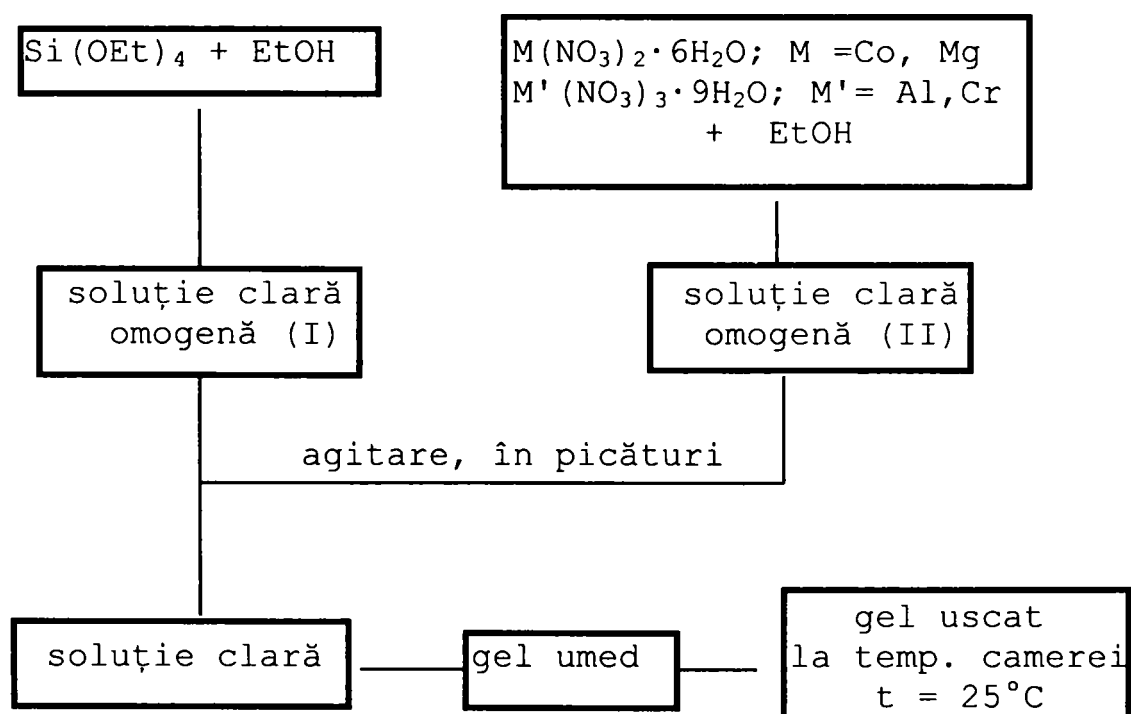 Si(OEt)₄ + EtOH
M(NO₃)₂·6H₂O; M =Co, Mg
M'(NO₃)₃·9H₂O; M'= Al,Cr
+ EtOH
soluție clară
omogenă (I)
soluție clară
omogenă (II)
agitare, în picături
soluție clară
gel umed
gel uscat
la temp. camerei
t = 25°C